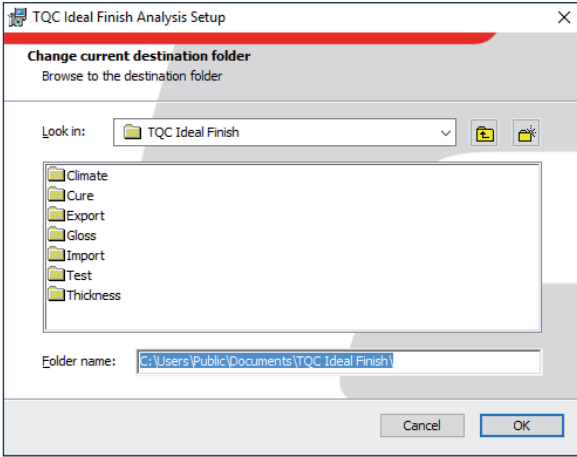 TQC Ideal Finish Analysis Setup
Change current destination folder
Browse to the destination folder
Look in:
TQC Ideal Finish
Climate
Cure
Export
Gloss
Import
Test
Thickness
Folder name:
C:\Users\Public\Documents\TQC Ideal Finish\
Cancel
OK